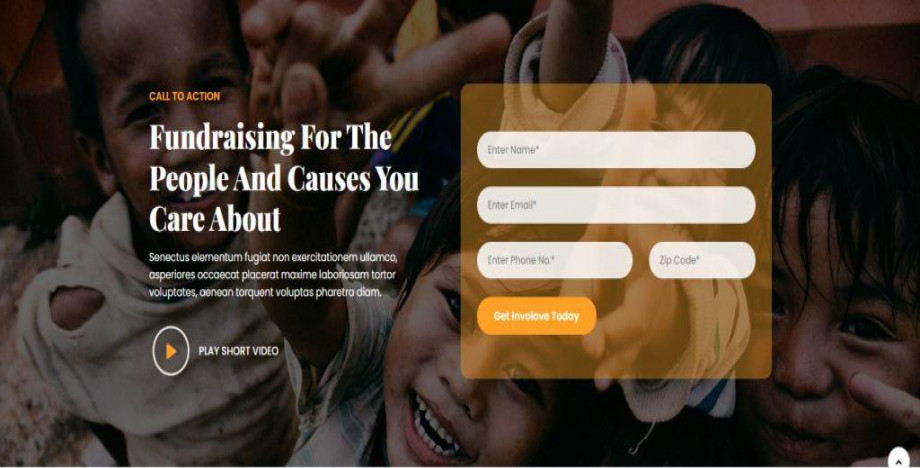 CALL TO ACTION
Fundraising For The
People And Causes You
Care About
Senectus elementum fugiat non exercitationem ullamco,
asperiores occaecat placerat maxime laboriosam tortor
voluptates, aenean torquent voluptas pharetra diam.
PLAY SHORT VIDEO
Enter Name*
Enter Email*
Enter Phone No.*
Zip Code*
Get Involove Today